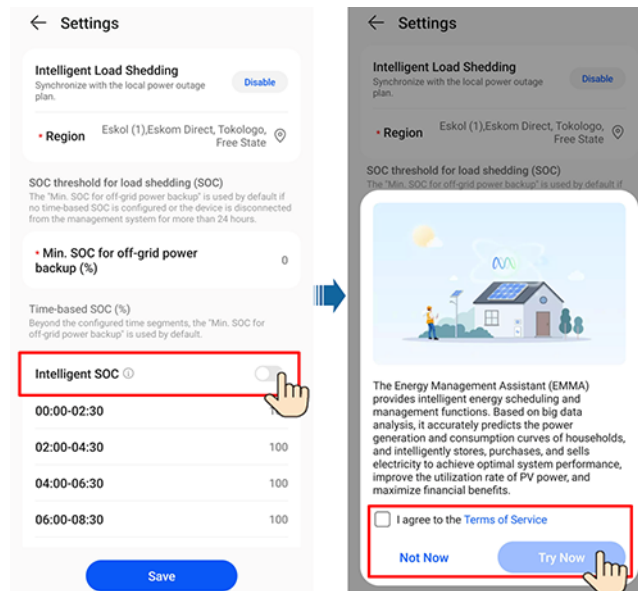 ← Settings
Intelligent Load Shedding
Synchronize with the local power outage
plan.
Disable
• Region
Eskol (1),Eskom Direct, Tokologo,
Free State
SOC threshold for load shedding (SOC)
The "Min. SOC for off-grid power backup" is used by default if
no time-based SOC is configured or the device is disconnected
from the management system for more than 24 hours.
• Min. SOC for off-grid power
backup (%)
0
Time-based SOC (%)
Beyond the configured time segments, the "Min. SOC for
off-grid power backup" is used by default.
Intelligent SOC
00:00-02:30
02:00-04:30 100
04:00-06:30 100
06:00-08:30 100
Save
← Settings
Intelligent Load Shedding
Synchronize with the local power outage
plan.
Disable
• Region
Eskol (1),Eskom Direct, Tokologo,
Free State
SOC threshold for load shedding (SOC)
The "Min. SOC for off-grid power backup" is used by default if
The Energy Management Assistant (EMMA)
provides intelligent energy scheduling and
management functions. Based on big data
analysis, it accurately predicts the power
generation and consumption curves of households,
and intelligently stores, purchases, and sells
electricity to achieve optimal system performance,
improve the utilization rate of PV power, and
maximize financial benefits.
I agree to the Terms of Service
Not Now Try Now